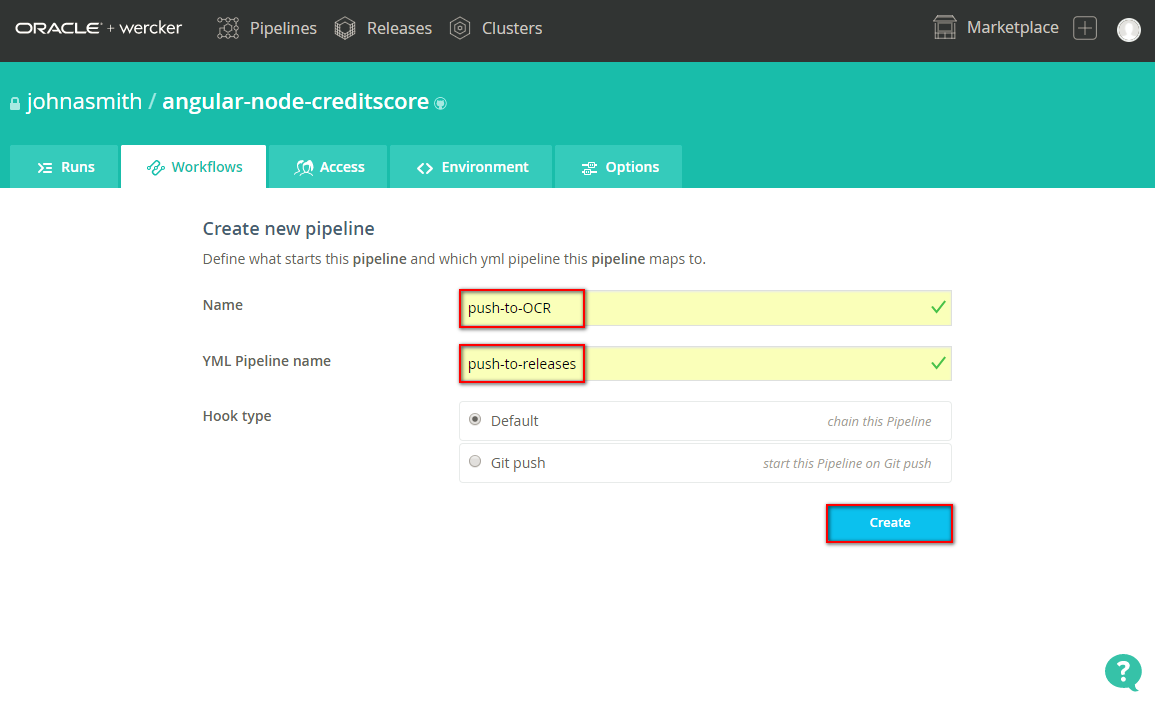 ORACLE + wercker Pipelines Releases Clusters Marketplace
johnasmith / angular-node-creditscore
Runs Workflows Access Environment Options
Create new pipeline
Define what starts this pipeline and which yml pipeline this pipeline maps to.
Name push-to-OCR
YML Pipeline name push-to-releases
Hook type Default chain this Pipeline
Git push start this Pipeline on Git push
Create
?